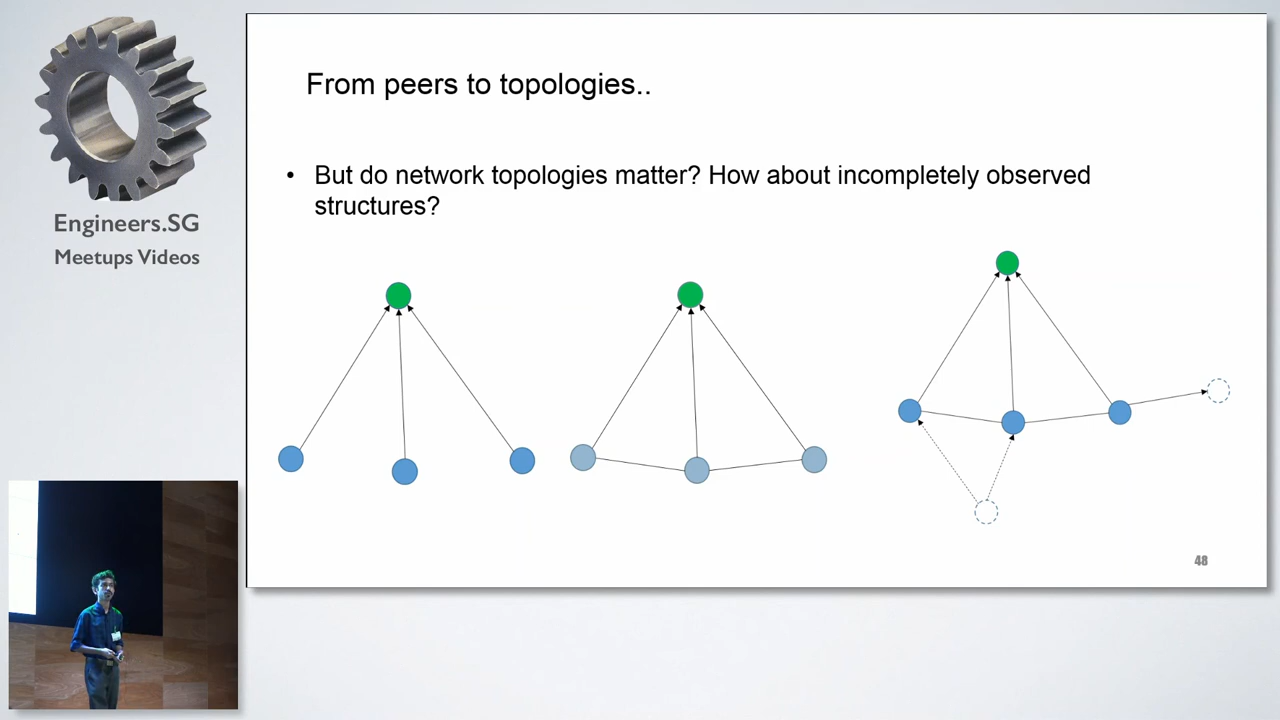 From peers to topologies..
• But do network topologies matter? How about incompletely observed
structures?
Engineers.SG
Meetups Videos
48